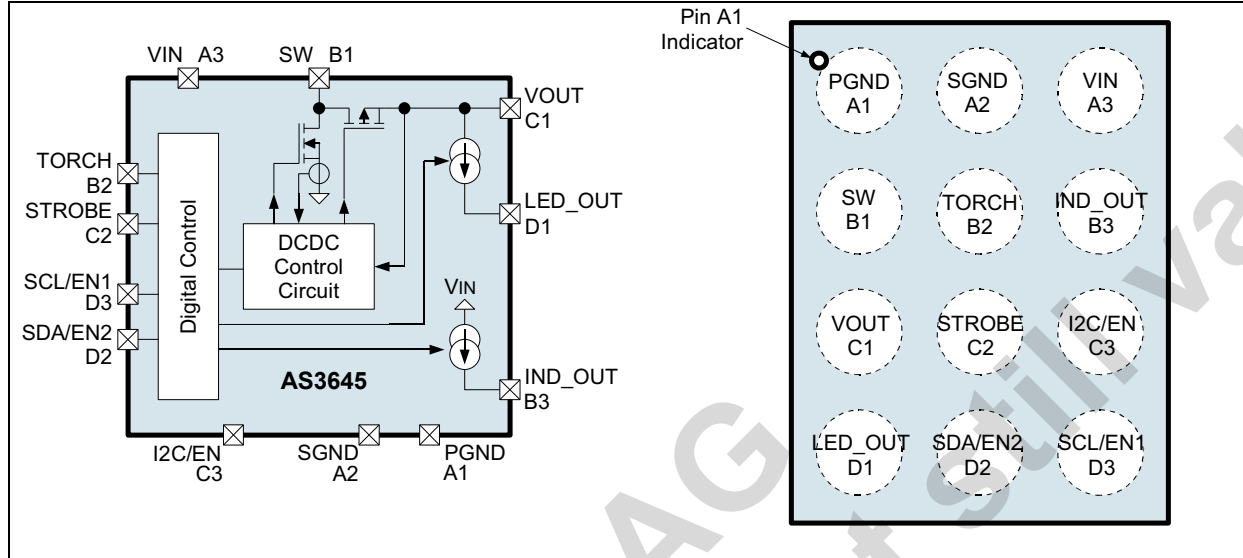 VIN A3
SW B1
VOUT
C1
TORCH
B2
STROBE
C2
SCL/EN1
D3
SDA/EN2
D2
Digital Control
DCDC
Control
Circuit
LED_OUT
D1
VIN
AS3645
IND_OUT
B3
I2C/EN
C3
SGND
A2
PGND
A1
Pin A1
Indicator
PGND
A1
SGND
A2
VIN
A3
SW
B1
TORCH
B2
IND_OUT
B3
VOUT
C1
STROBE
C2
I2C/EN
C3
LED_OUT
D1
SDA/EN2
D2
SCL/EN1
D3
AG
still